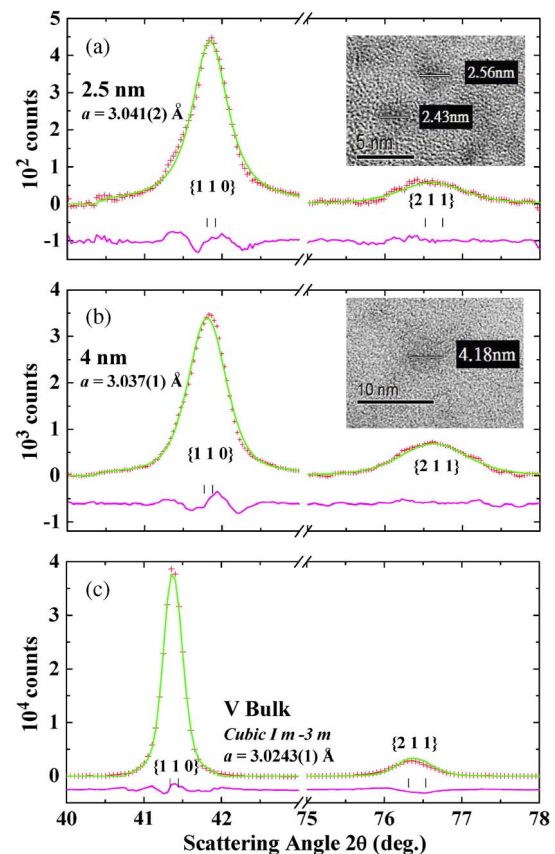 (a)
2.5 nm
a = 3.041(2) Å
{1 1 0}
{2 1 1}
2.56nm
2.43nm
5 nm
10² counts
5
4
3
2
1
0
-1
(b)
4 nm
a = 3.037(1) Å
{1 1 0}
{2 1 1}
4.18nm
10 nm
10³ counts
4
3
2
1
0
-1
(c)
V Bulk
Cubic I m -3 m
a = 3.0243(1) Å
{1 1 0}
{2 1 1}
10⁴ counts
4
3
2
1
0
40 41 42 75 76 77 78
Scattering Angle 2θ (deg.)